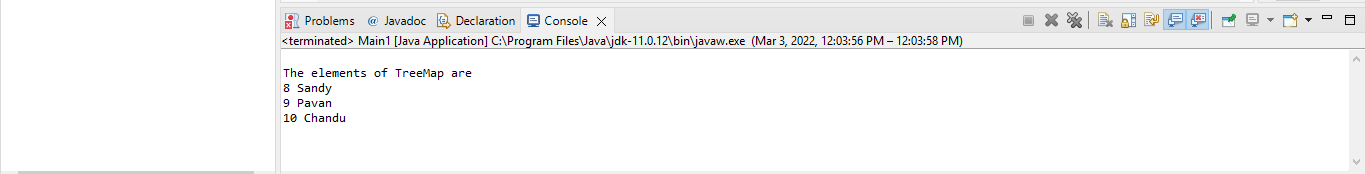 Problems @ Javadoc Declaration Console
<terminated> Main1 [Java Application] C:\Program Files\Java\jdk-11.0.12\bin\javaw.exe (Mar 3, 2022, 12:03:56 PM – 12:03:58 PM)
The elements of TreeMap are
8 Sandy
9 Pavan
10 Chandu